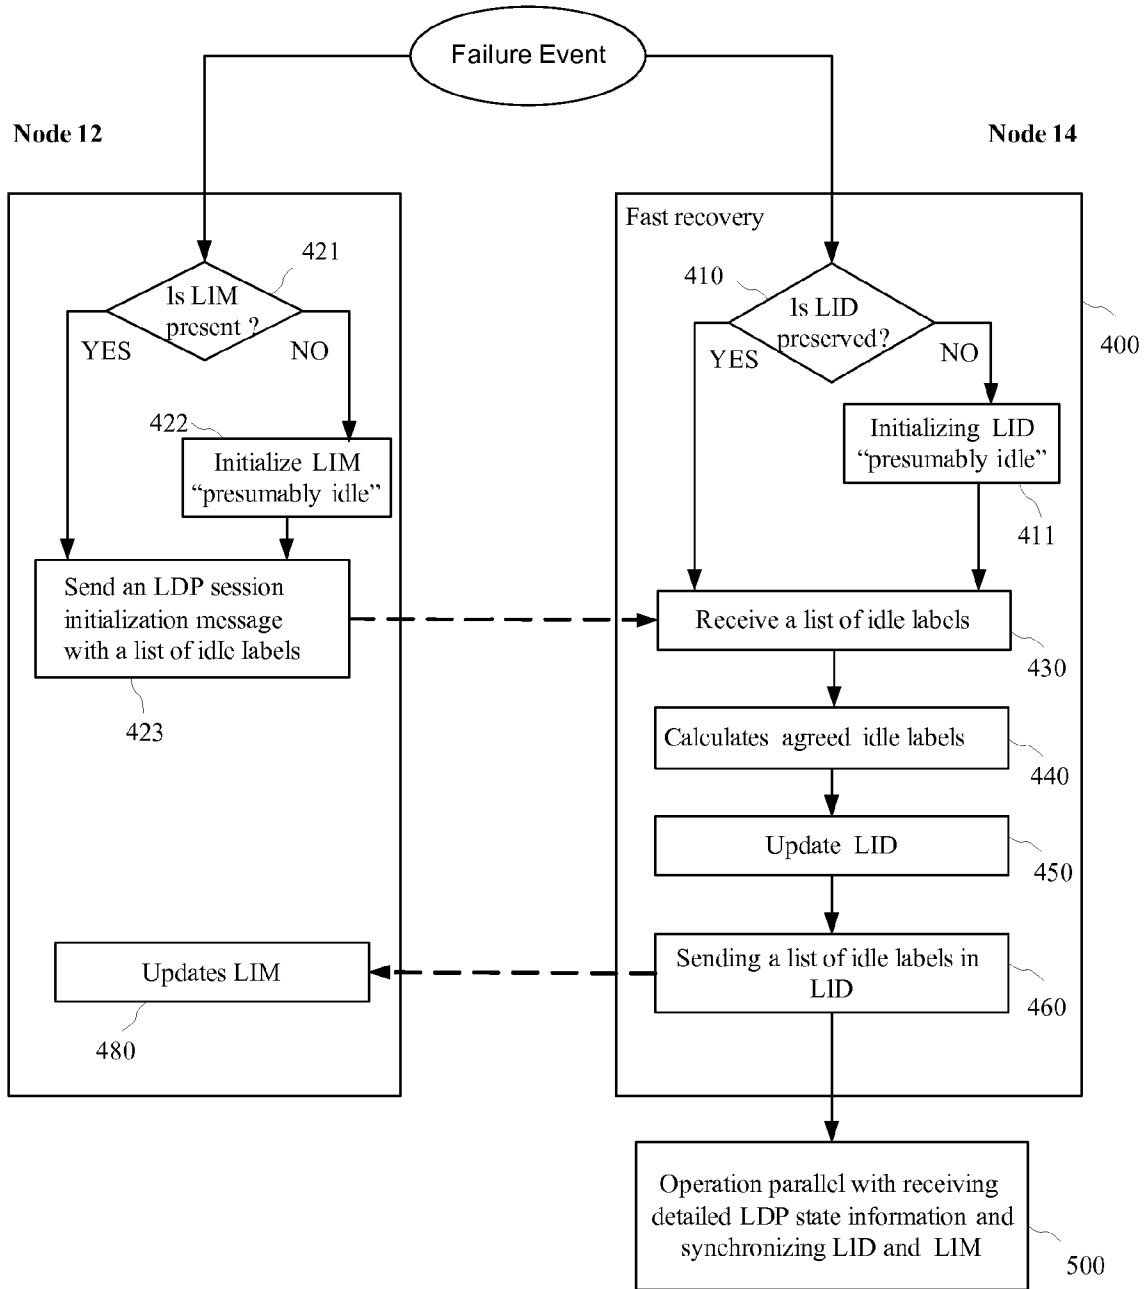 Failure Event
Node 12
Node 14
Fast recovery
421
Is LIM
present ?
YES
NO
410
Is LID
preserved?
YES
NO
400
422
Initialize LIM
“presumably idle”
Initializing LID
“presumably idle”
411
Send an LDP session
initialization message
with a list of idle labels
423
Receive a list of idle labels
430
Calculates agreed idle labels
440
Update LID
450
Updates LIM
480
Sending a list of idle labels in
LID
460
Operation parallel with receiving
detailed LDP state information and
synchronizing LID and LIM
500